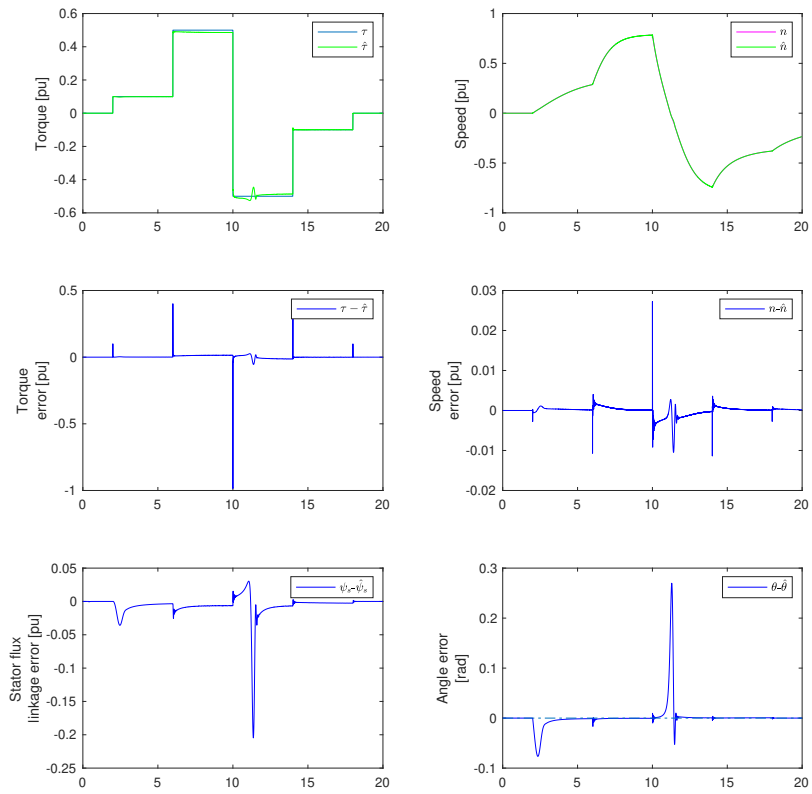 0.6
0.4
0.2
0
-0.2
-0.4
-0.6
Torque [pu]
τ
τ̂
0 5 10 15 20
1
0.5
0
-0.5
-1
Speed [pu]
n
n̂
0 5 10 15 20
0.5
0
-0.5
-1
Torque
error [pu]
τ − τ̂
0 5 10 15 20
0.03
0.02
0.01
0
-0.01
-0.02
Speed
error [pu]
n-n̂
0 5 10 15 20
0.05
0
-0.05
-0.1
-0.15
-0.2
-0.25
Stator flux
linkage error [pu]
ψₛ-ψ̂ₛ
0 5 10 15 20
0.3
0.2
0.1
0
-0.1
Angle error
[rad]
θ-θ̂
0 5 10 15 20